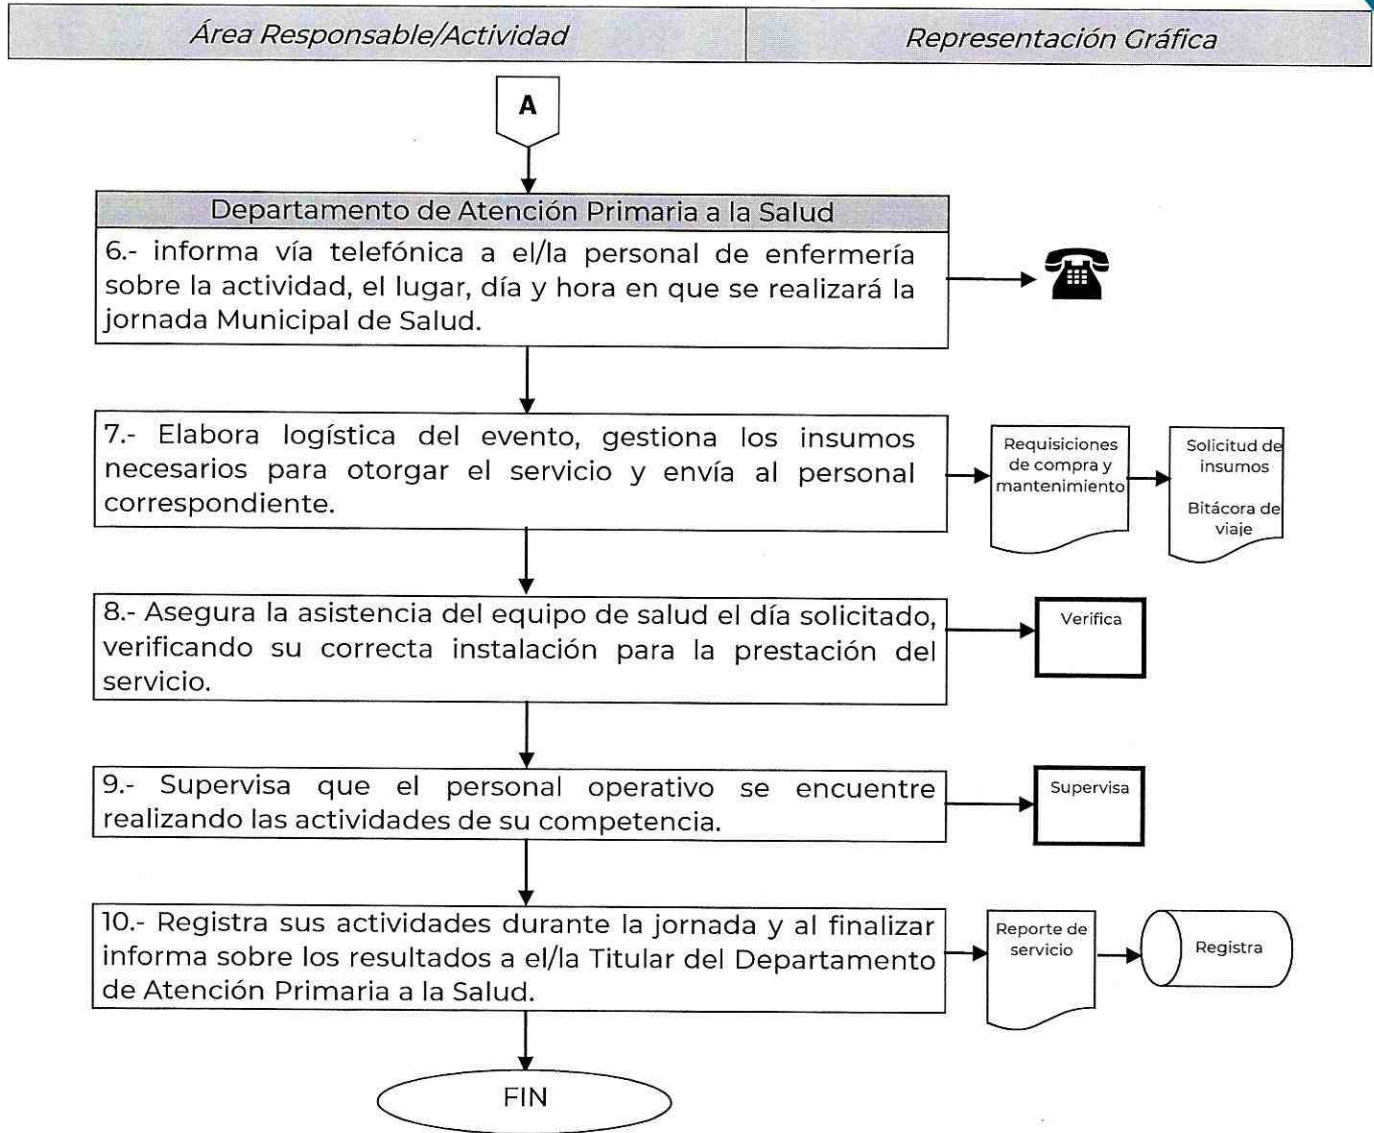 Área Responsable/Actividad
Representación Gráfica
A
Departamento de Atención Primaria a la Salud
6.- informa vía telefónica a el/la personal de enfermería
sobre la actividad, el lugar, día y hora en que se realizará la
jornada Municipal de Salud.
7.- Elabora logística del evento, gestiona los insumos
necesarios para otorgar el servicio y envía al personal
correspondiente.
Requisiciones
de compra y
mantenimiento
Solicitud de
insumos
Bitácora de
viaje
8.- Asegura la asistencia del equipo de salud el día solicitado,
verificando su correcta instalación para la prestación del
servicio.
Verifica
9.- Supervisa que el personal operativo se encuentre
realizando las actividades de su competencia.
Supervisa
10.- Registra sus actividades durante la jornada y al finalizar
informa sobre los resultados a el/la Titular del Departamento
de Atención Primaria a la Salud.
Reporte de
servicio
Registra
FIN